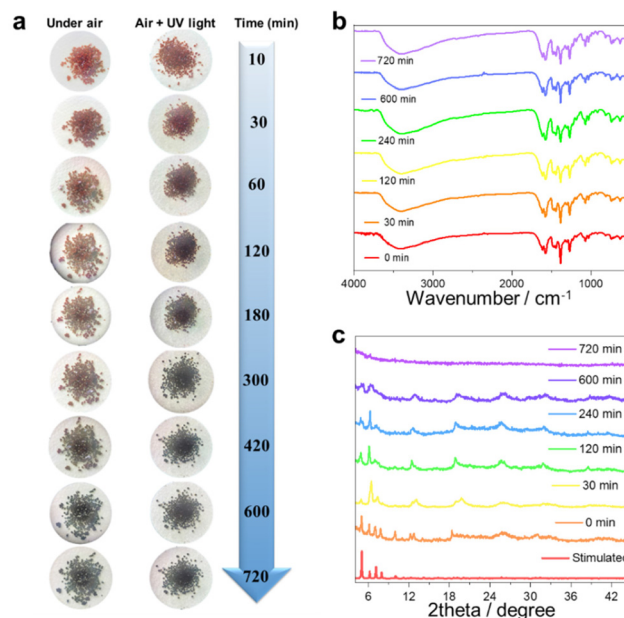 a
Under air
Air + UV light
Time (min)
10
30
60
120
180
300
420
600
720
b
720 min
600 min
240 min
120 min
30 min
0 min
4000
3000
2000
1000
Wavenumber / cm⁻¹
c
720 min
600 min
240 min
120 min
30 min
0 min
Stimulated
6
12
18
24
30
36
42
2theta / degree